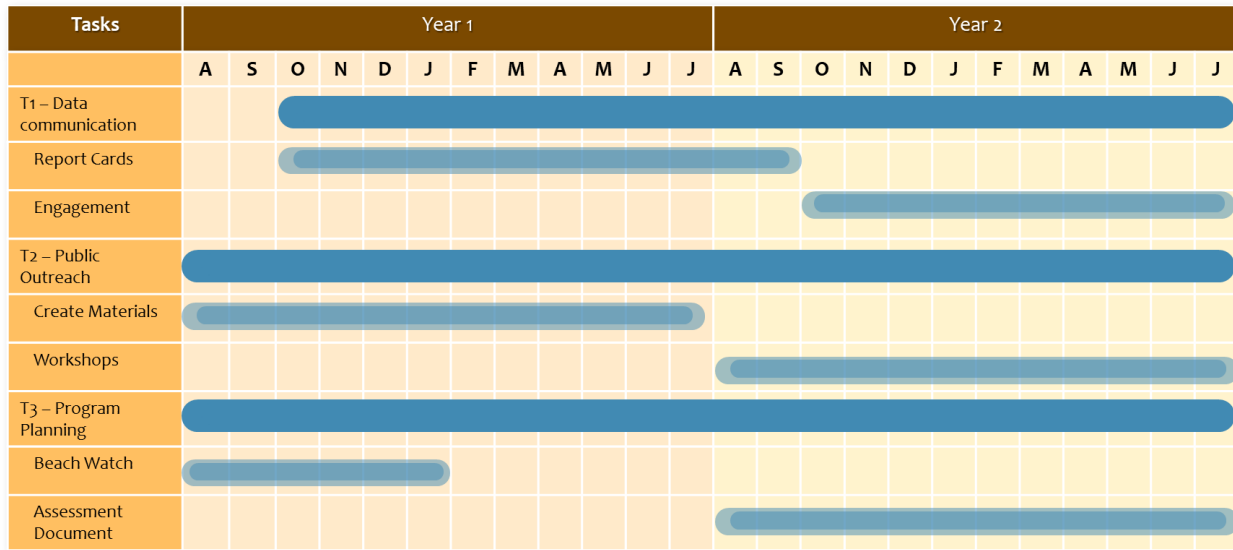 Tasks Year 1 Year 2
A S O N D J F M A M J J A S O N D J F M A M J J
T1 – Data
communication
Report Cards
Engagement
T2 – Public
Outreach
Create Materials
Workshops
T3 – Program
Planning
Beach Watch
Assessment
Document